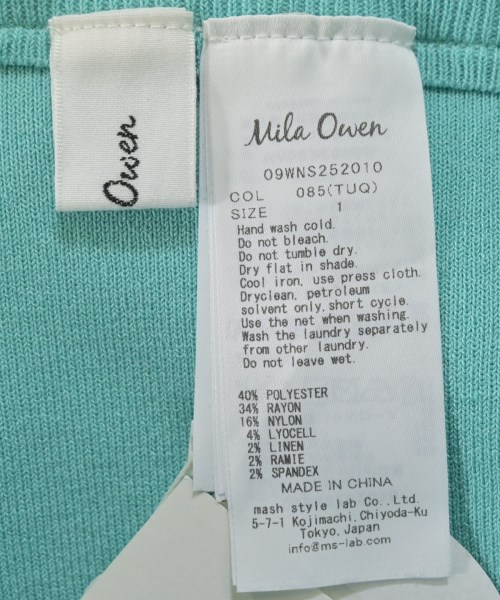 Owen
Mila Owen
09WNS252010
COL 085(TUQ)
SIZE 1
Hand wash cold.
Do not bleach.
Do not tumble dry.
Dry flat in shade.
Cool iron, use press cloth.
Dryclean, petroleum
solvent only,short cycle.
Use the net when washing.
Wash the laundry separately
from other laundry.
Do not leave wet.
40% POLYESTER
34% RAYON
16% NYLON
4% LYOCELL
2% LINEN
2% RAMIE
2% SPANDEX
MADE IN CHINA
mash style lab Co.,Ltd.
5-7-1 Kojimachi,Chiyoda-Ku
Tokyo,Japan
info@ms-lab.com